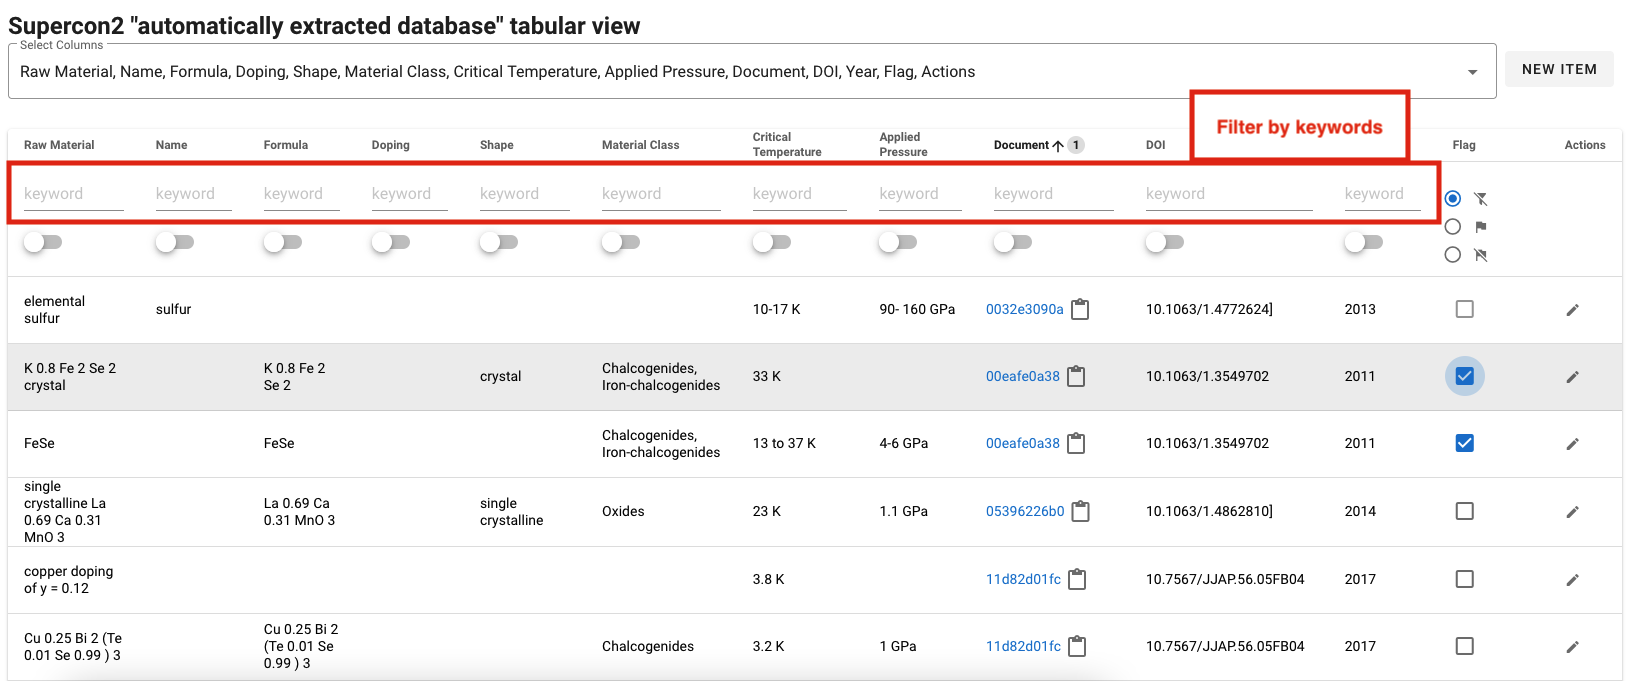 Supercon2 "automatically extracted database" tabular view
Select Columns
Raw Material, Name, Formula, Doping, Shape, Material Class, Critical Temperature, Applied Pressure, Document, DOI, Year, Flag, Actions
NEW ITEM
Filter by keywords
Raw Material Name Formula Doping Shape Material Class Critical Temperature Applied Pressure Document 1 DOI Flag Actions
keyword keyword keyword keyword keyword keyword keyword keyword keyword keyword keyword
elemental
sulfur
sulfur
10-17 K
90- 160 GPa
0032e3090a
10.1063/1.4772624]
2013
K 0.8 Fe 2 Se 2
crystal
K 0.8 Fe 2
Se 2
crystal
Chalcogenides,
Iron-chalcogenides
33 K
00eafe0a38
10.1063/1.3549702
2011
FeSe
FeSe
Chalcogenides,
Iron-chalcogenides
13 to 37 K
4-6 GPa
00eafe0a38
10.1063/1.3549702
2011
single
crystalline La
0.69 Ca 0.31
MnO 3
La 0.69 Ca
0.31 MnO 3
single
crystalline
Oxides
23 K
1.1 GPa
05396226b0
10.1063/1.4862810]
2014
copper doping
of y = 0.12
3.8 K
11d82d01fc
10.7567/JJAP.56.05FB04
2017
Cu 0.25 Bi 2 (Te
0.01 Se 0.99 ) 3
Cu 0.25 Bi 2
(Te 0.01 Se
0.99 ) 3
Chalcogenides
3.2 K
1 GPa
11d82d01fc
10.7567/JJAP.56.05FB04
2017